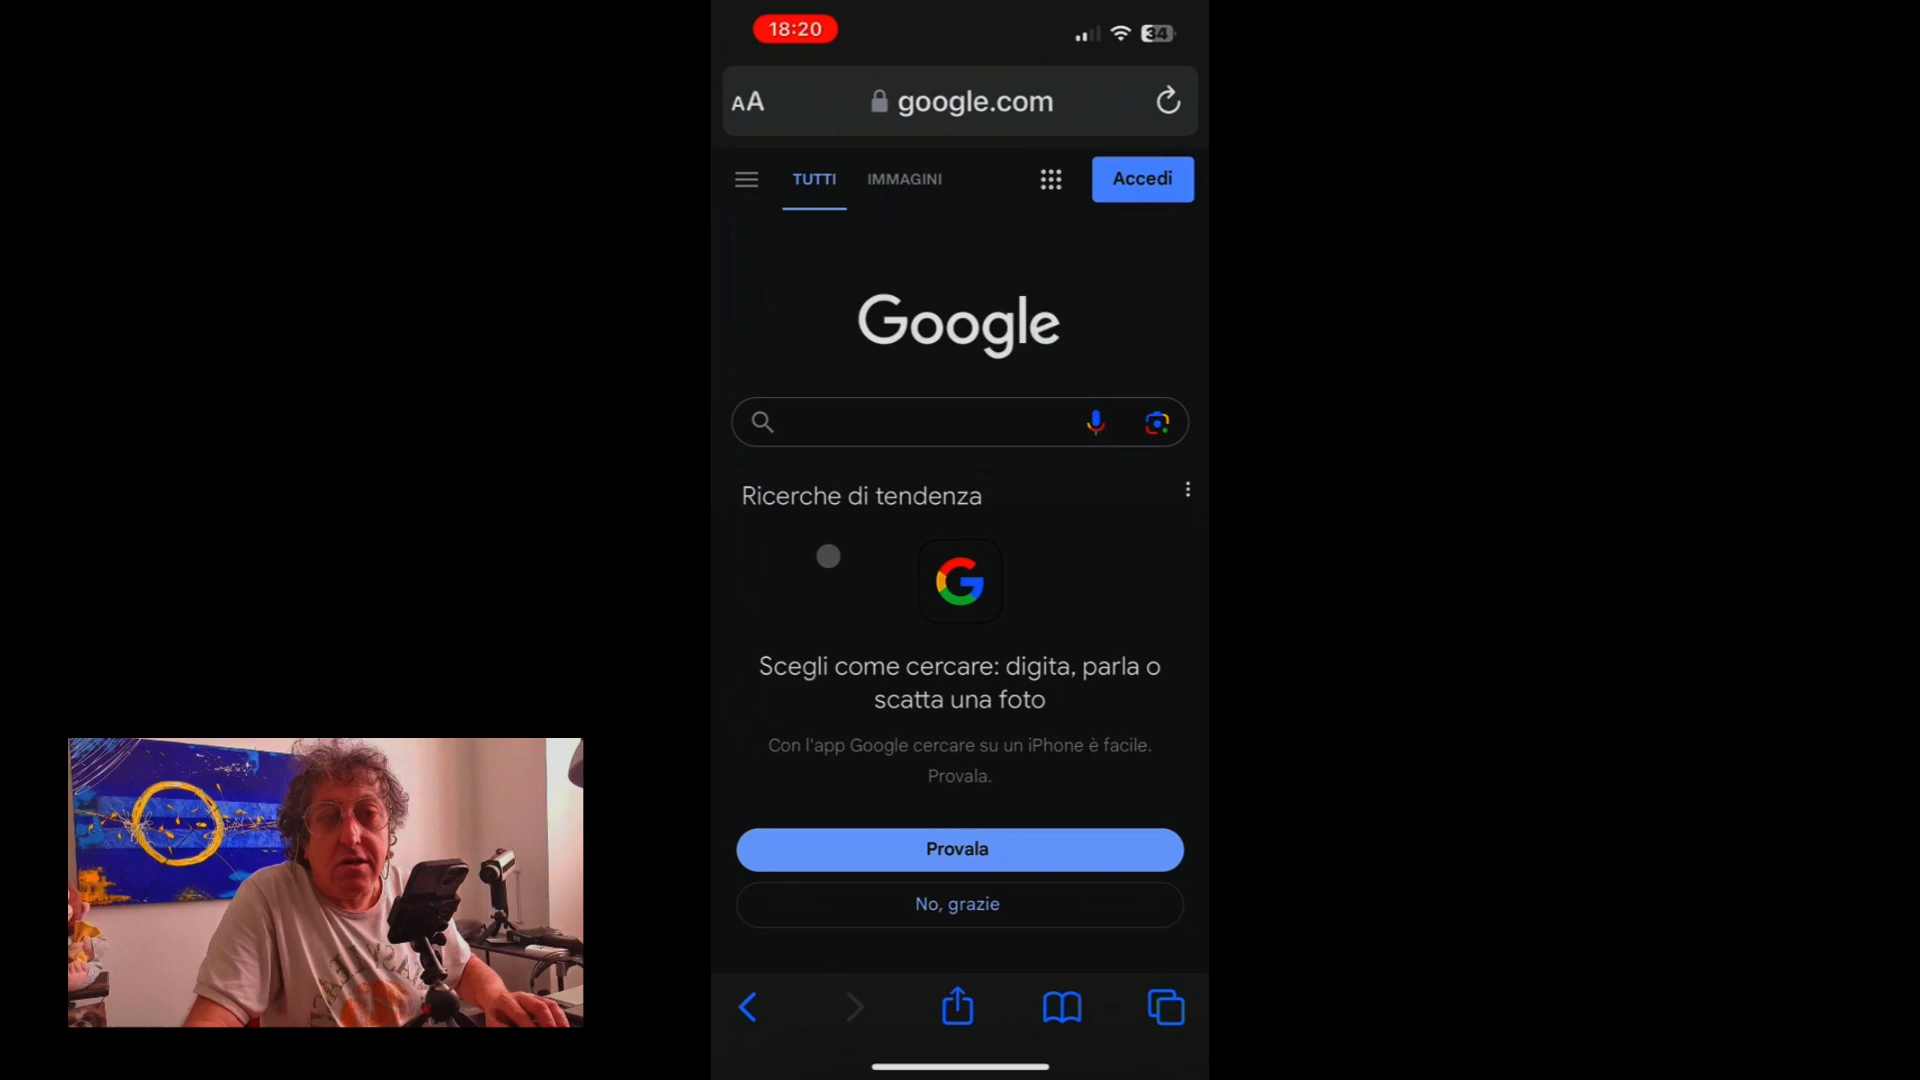 18:20
34
AA
google.com
TUTTI
IMMAGINI
Accedi
Google
Ricerche di tendenza
G
Scegli come cercare: digita, parla o
scatta una foto
Con l'app Google cercare su un iPhone è facile.
Provala.
Provala
No, grazie